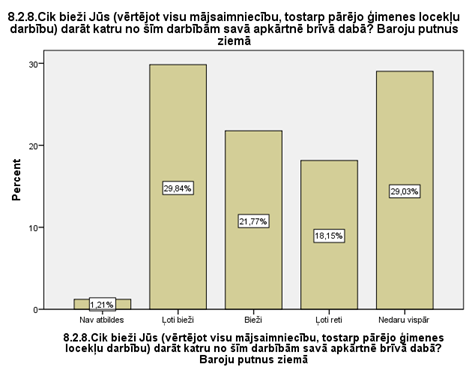 8.2.8.Cik bieži Jūs (vērtējot visu mājsaimniecību, tostarp pārējo ģimenes locekļu
darbību) darāt katru no šīm darbībām savā apkārtnē brīvā dabā? Baroju putnus
ziemā
Percent
30
20
10
0
29,84%
21,77%
18,15%
29,03%
1,21%
Nav atbildes
Ļoti bieži
Bieži
Ļoti reti
Nedaru vispār
8.2.8.Cik bieži Jūs (vērtējot visu mājsaimniecību, tostarp pārējo ģimenes
locekļu darbību) darāt katru no šīm darbībām savā apkārtnē brīvā dabā?
Baroju putnus ziemā